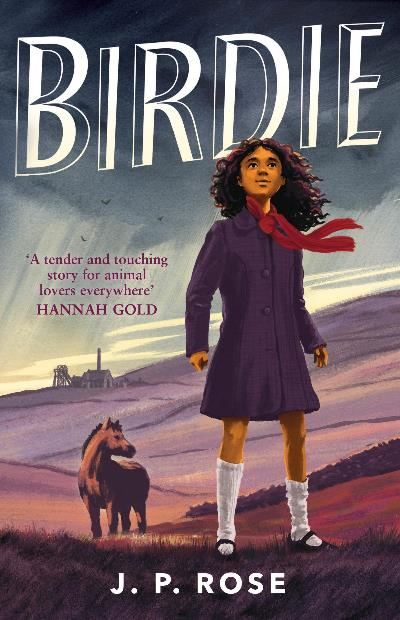 BIRDIE
‘A tender and touching
story for animal
lovers everywhere’
HANNAH GOLD
J. P. ROSE